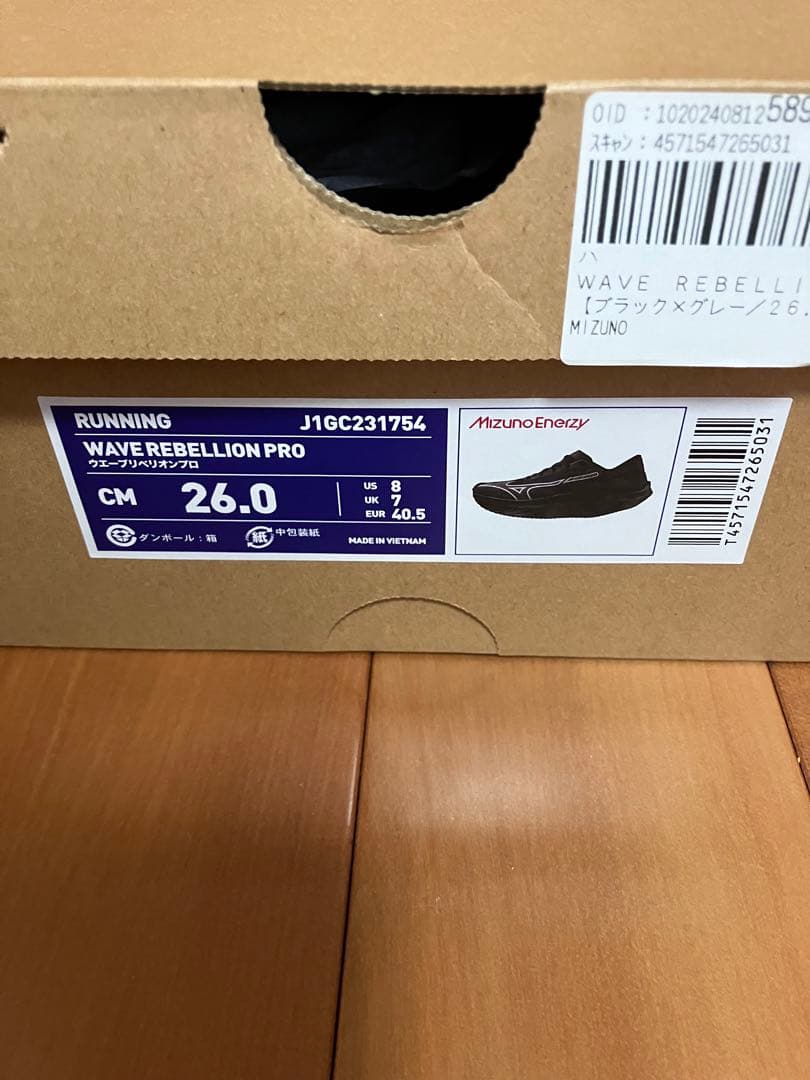 OID :1020240812589
スキャン:4571547265031
ハ
WAVE REBELLI
【ブラック×グレー/26.
MIZUNO
RUNNING
J1GC231754
WAVE REBELLION PRO
ウエーブリベリオンプロ
CM 26.0
US 8
UK 7
EUR 40.5
ダンボール:箱
紙 中包装紙
MADE IN VIETNAM
MizunoEnerzy
T4571547265031